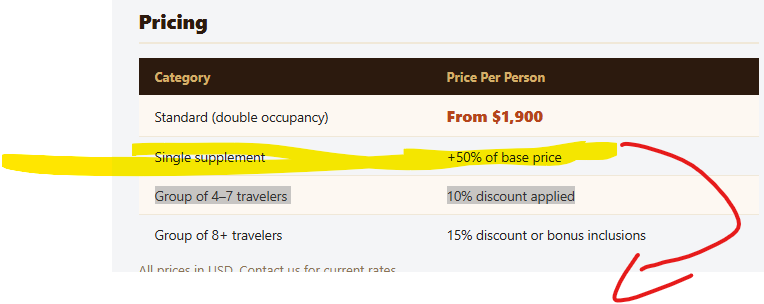 Pricing
Category Price Per Person
Standard (double occupancy) From $1,900
Single supplement +50% of base price
Group of 4–7 travelers 10% discount applied
Group of 8+ travelers 15% discount or bonus inclusions
All prices in USD. Contact us for current rates